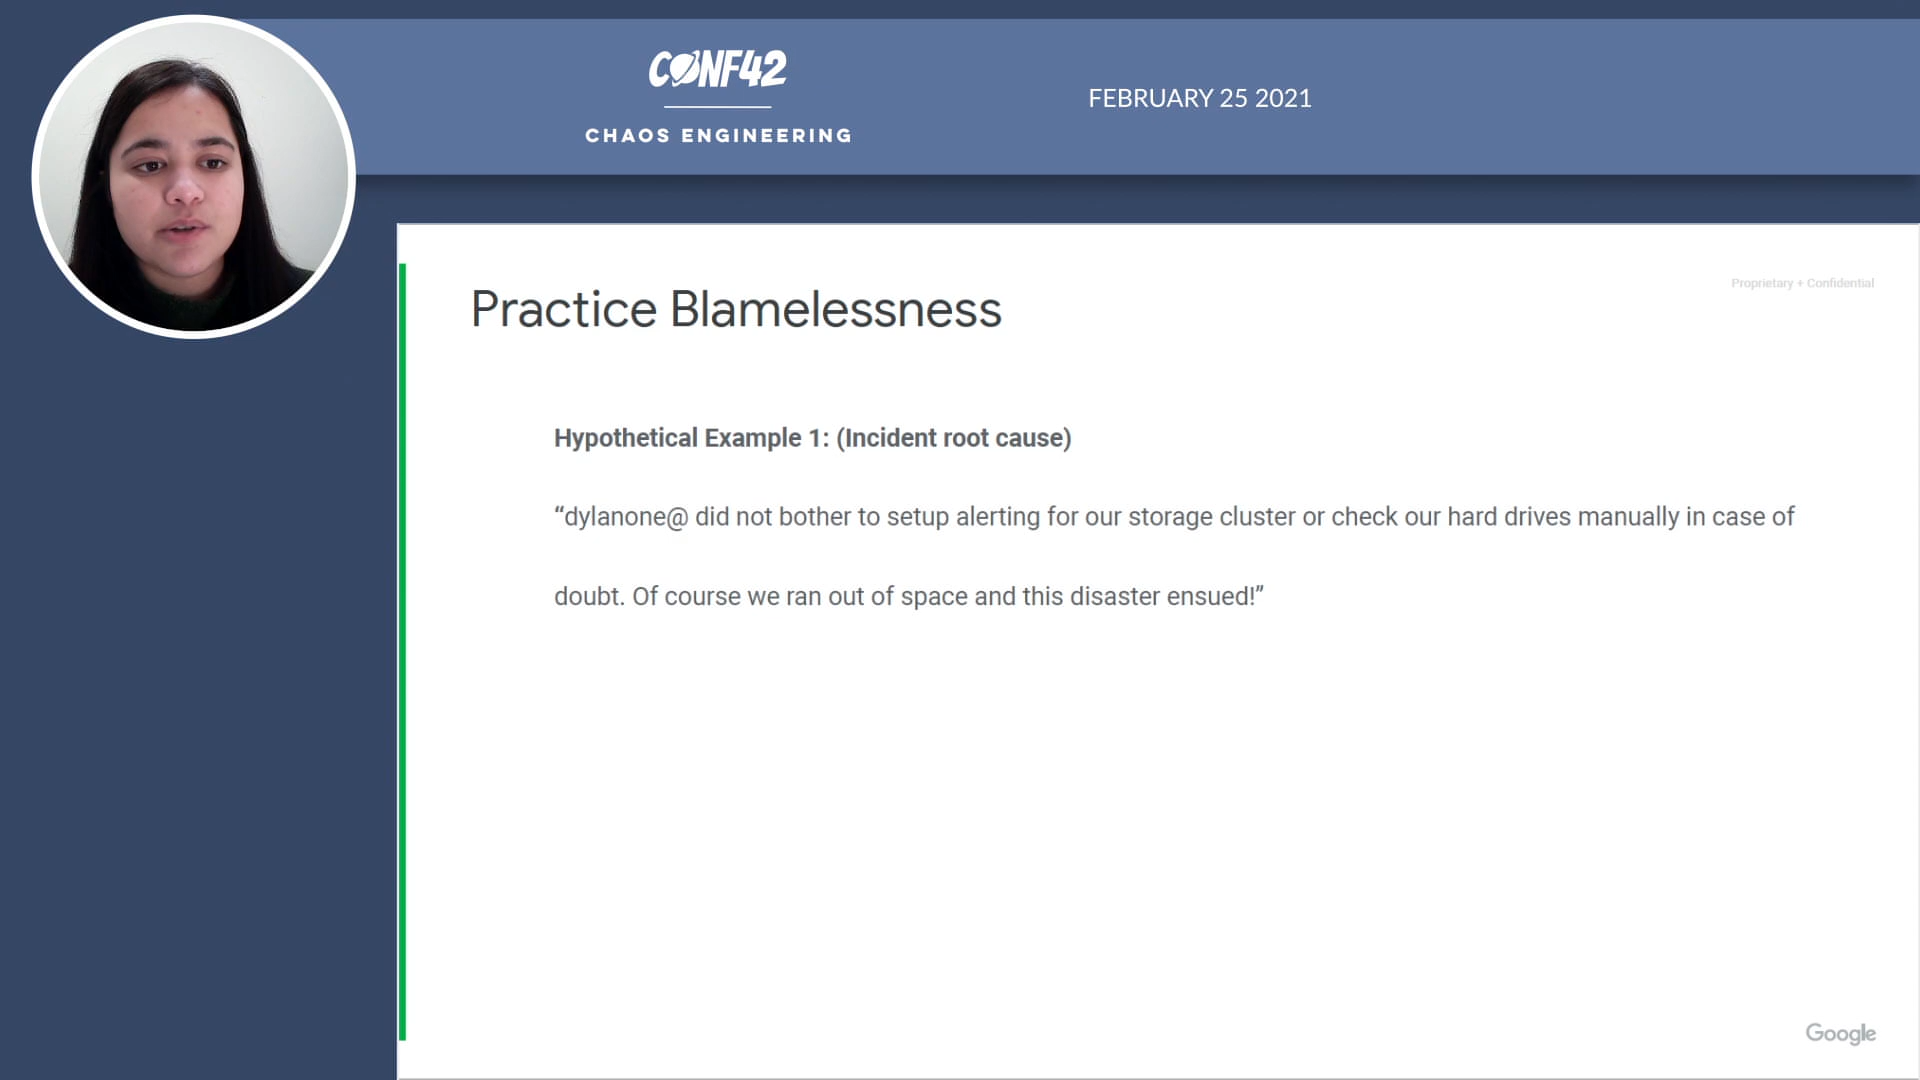 CONF42
CHAOS ENGINEERING
FEBRUARY 25 2021
Proprietary + Confidential
Practice Blamelessness
Hypothetical Example 1: (Incident root cause)
“dylanone@ did not bother to setup alerting for our storage cluster or check our hard drives manually in case of
doubt. Of course we ran out of space and this disaster ensued!”
Google